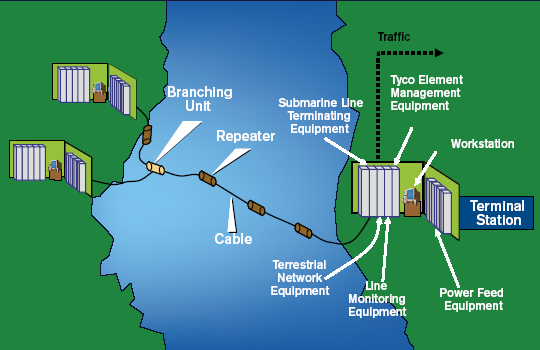 Traffic
Tyco Element
Management
Equipment
Submarine Line
Terminating
Equipment
Branching
Unit
Repeater
Workstation
Terminal
Station
Cable
Terrestrial
Network
Equipment
Line
Monitoring
Equipment
Power Feed
Equipment